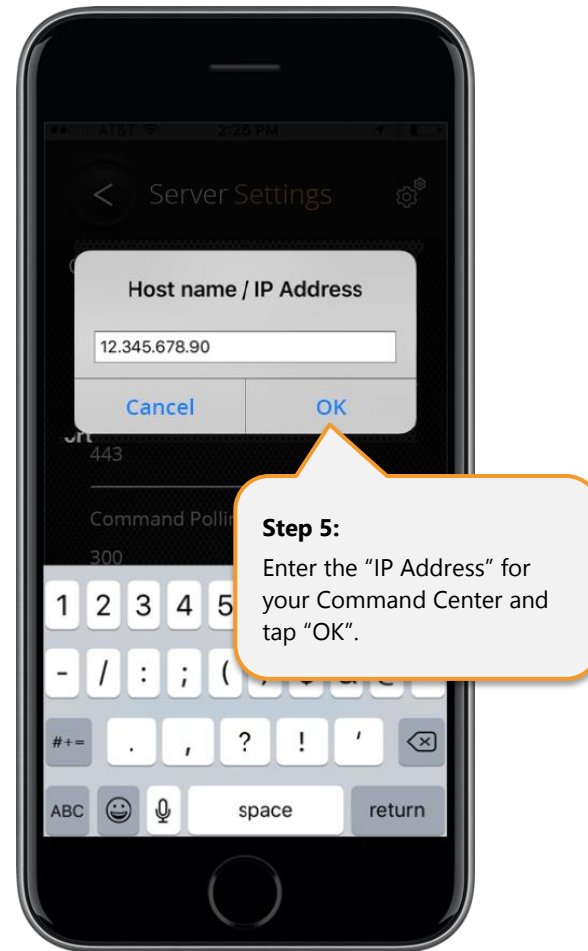 AT&T 2:25 PM
Server Settings
Host name / IP Address
12.345.678.90
Cancel OK
443
Command
300
Step 5:
Enter the “IP Address” for
your Command Center and
tap “OK”.
1 2 3 4 5
- / : ; (
#+= . , ? ! '
ABC space return